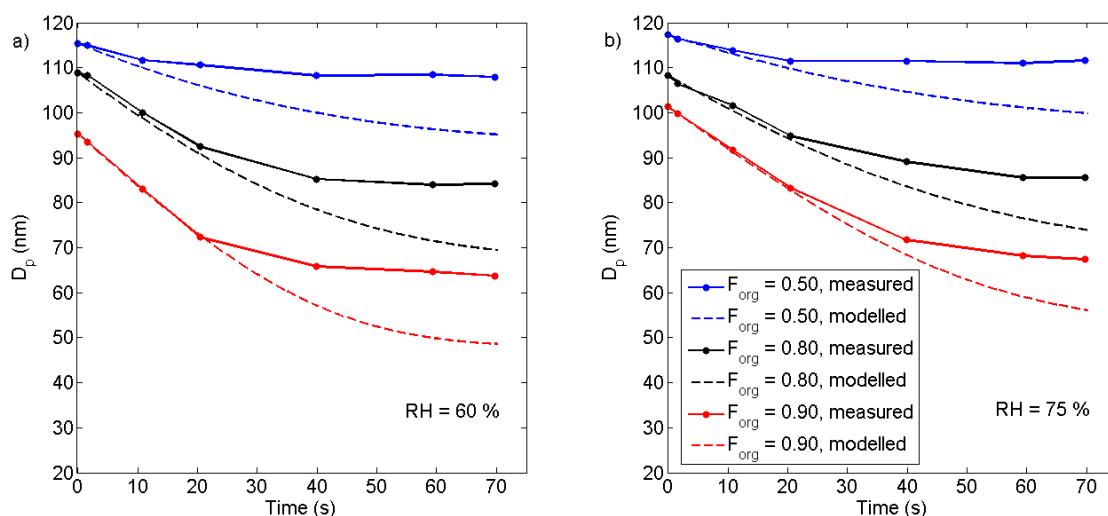 a)
120
110
100
90
80
70
60
50
40
30
20
D_p (nm)
0 10 20 30 40 50 60 70
Time (s)
RH = 60 %
b)
120
110
100
90
80
70
60
50
40
30
20
D_p (nm)
0 10 20 30 40 50 60 70
Time (s)
F_org = 0.50, measured
F_org = 0.50, modelled
F_org = 0.80, measured
F_org = 0.80, modelled
F_org = 0.90, measured
F_org = 0.90, modelled
RH = 75 %